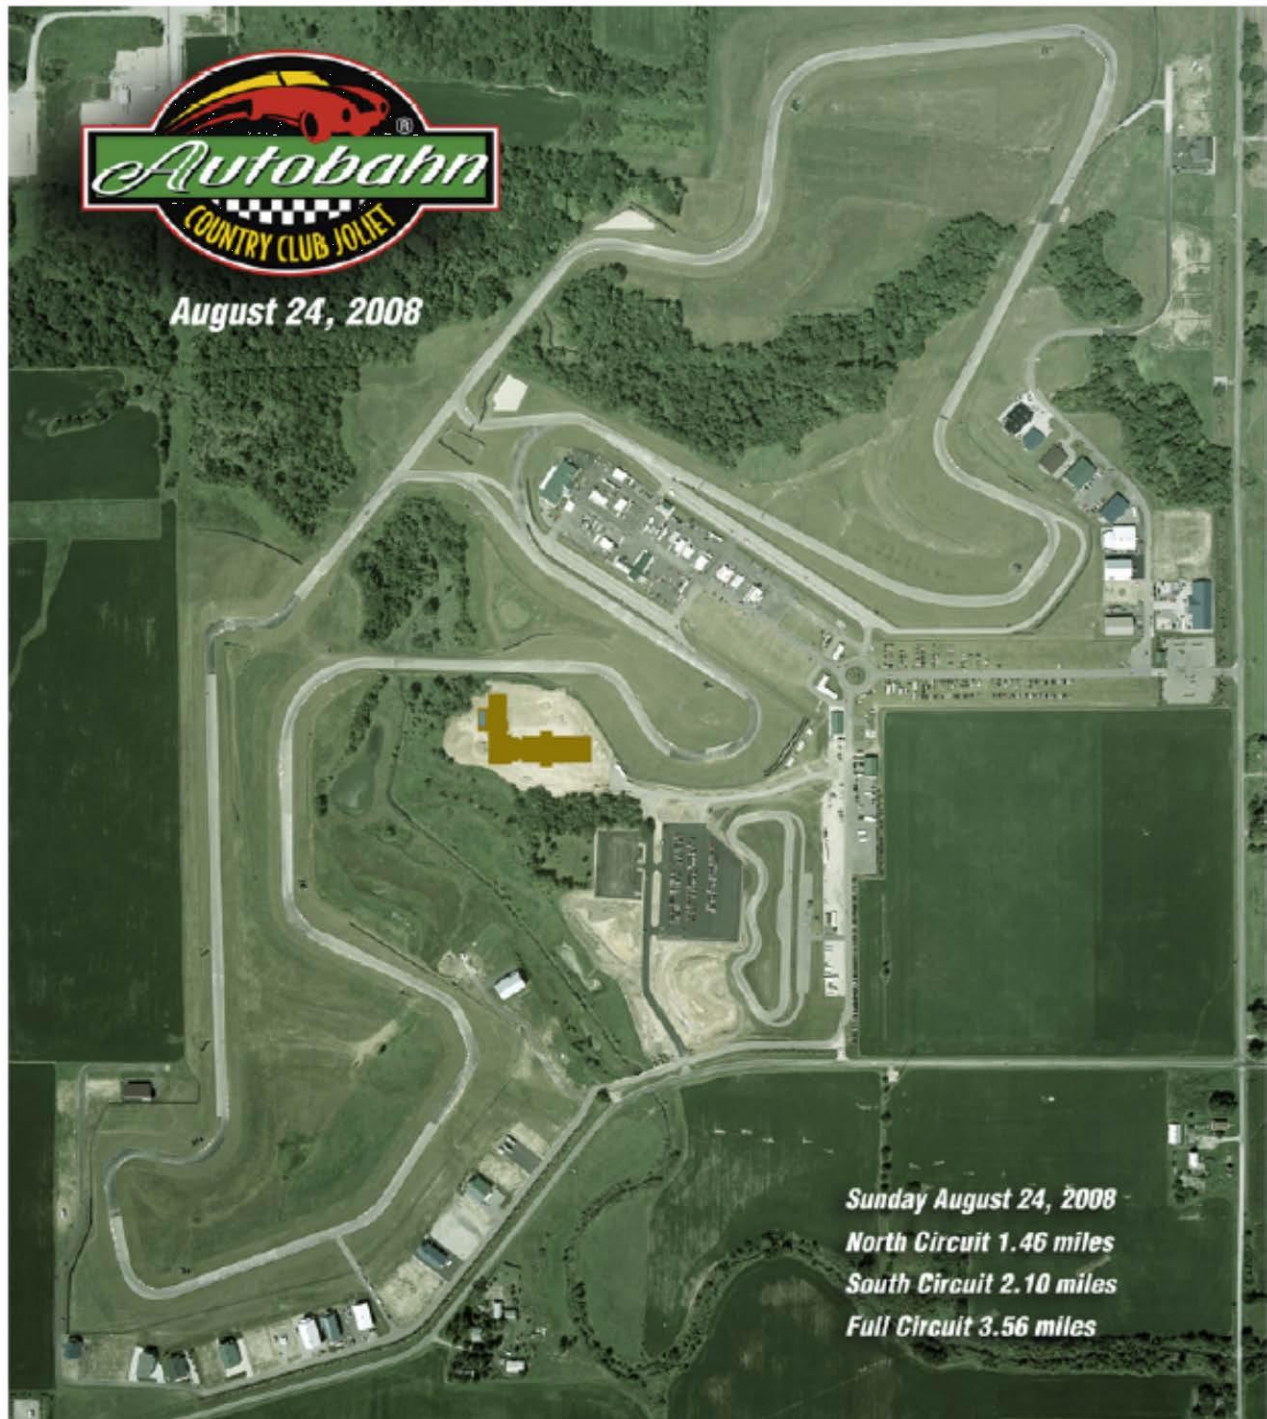 Autobahn®
COUNTRY CLUB JOLIET
August 24, 2008
Sunday August 24, 2008
North Circuit 1.46 miles
South Circuit 2.10 miles
Full Circuit 3.56 miles